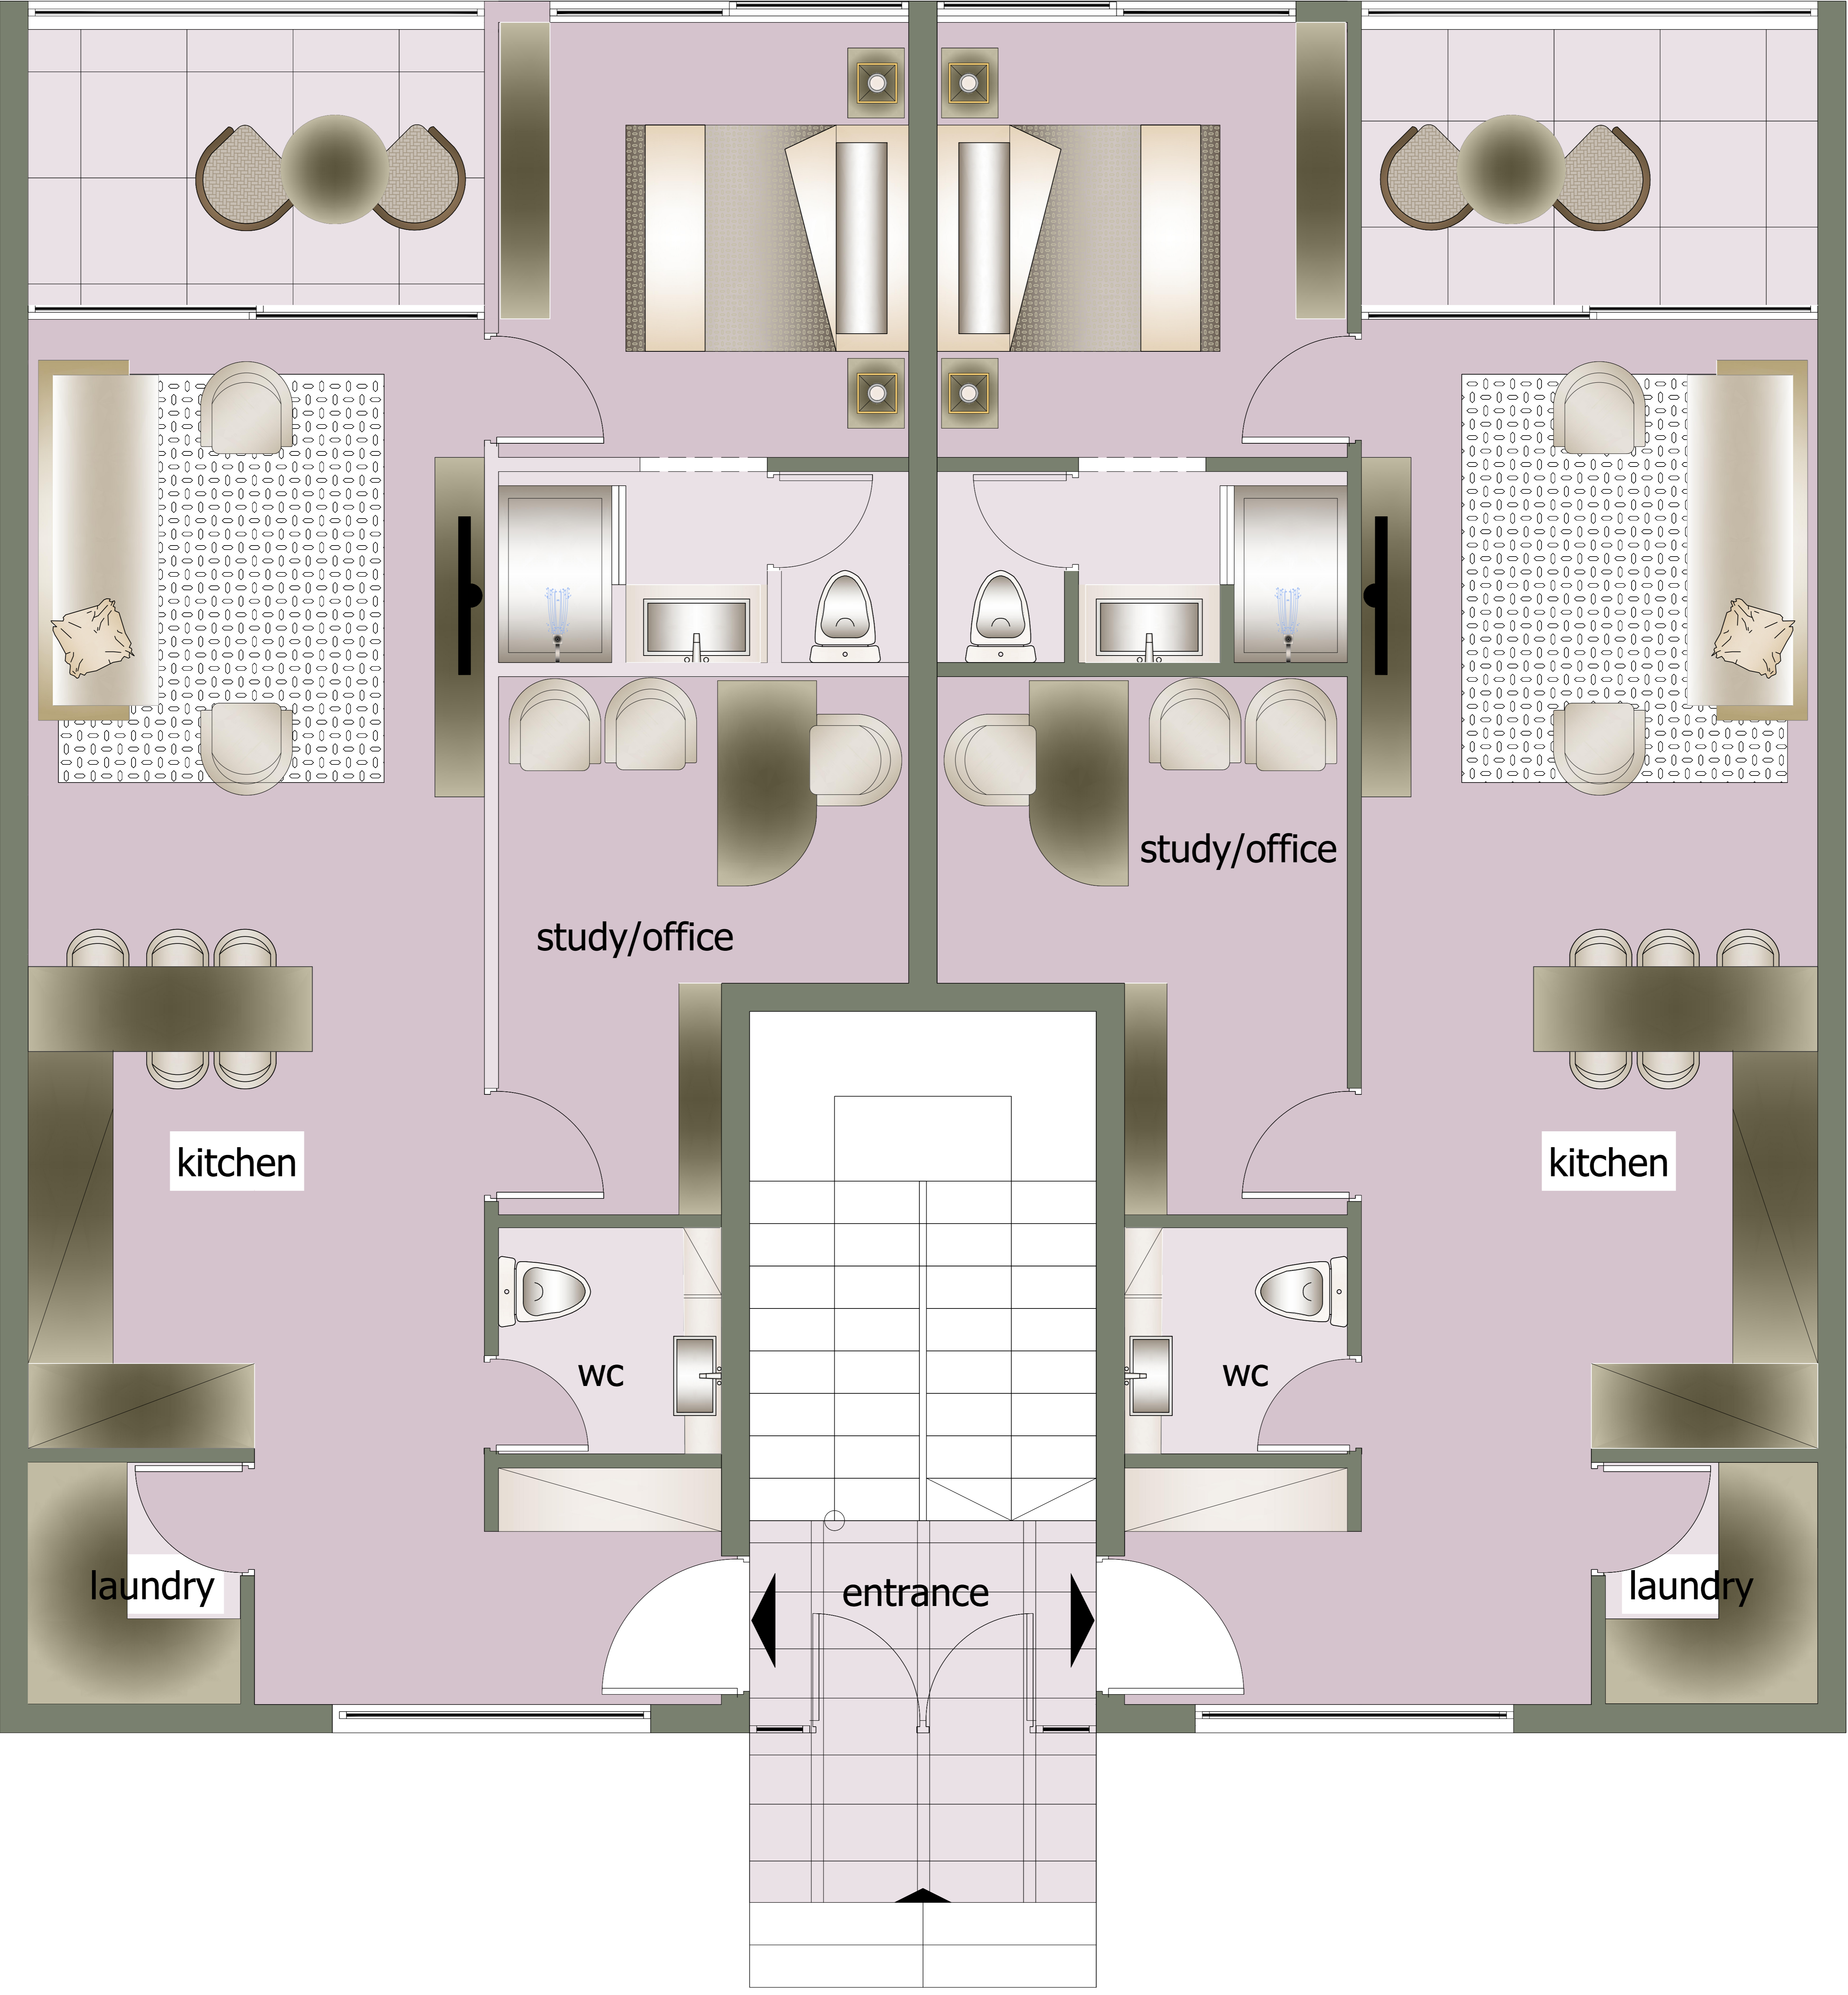 study/office
study/office
kitchen
kitchen
wc
wc
laundry
entrance
laundry